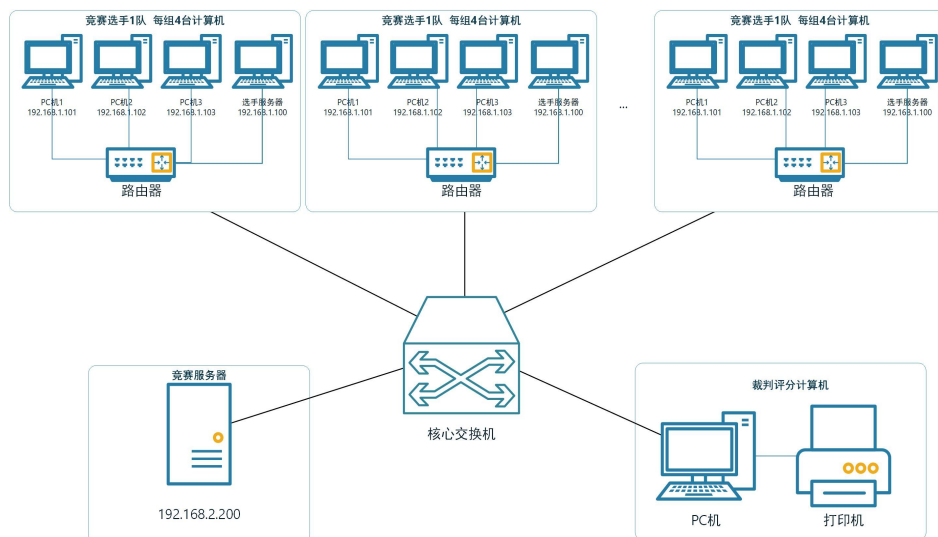 竞赛选手1队 每组4台计算机
PC机1
192.168.1.101
PC机2
192.168.1.102
PC机3
192.168.1.103
选手服务器
192.168.1.100
路由器
竞赛选手1队 每组4台计算机
PC机1
192.168.1.101
PC机2
192.168.1.102
PC机3
192.168.1.103
选手服务器
192.168.1.100
路由器
...
竞赛选手1队 每组4台计算机
PC机1
192.168.1.101
PC机2
192.168.1.102
PC机3
192.168.1.103
选手服务器
192.168.1.100
路由器
核心交换机
竞赛服务器
192.168.2.200
裁判评分计算机
PC机
打印机